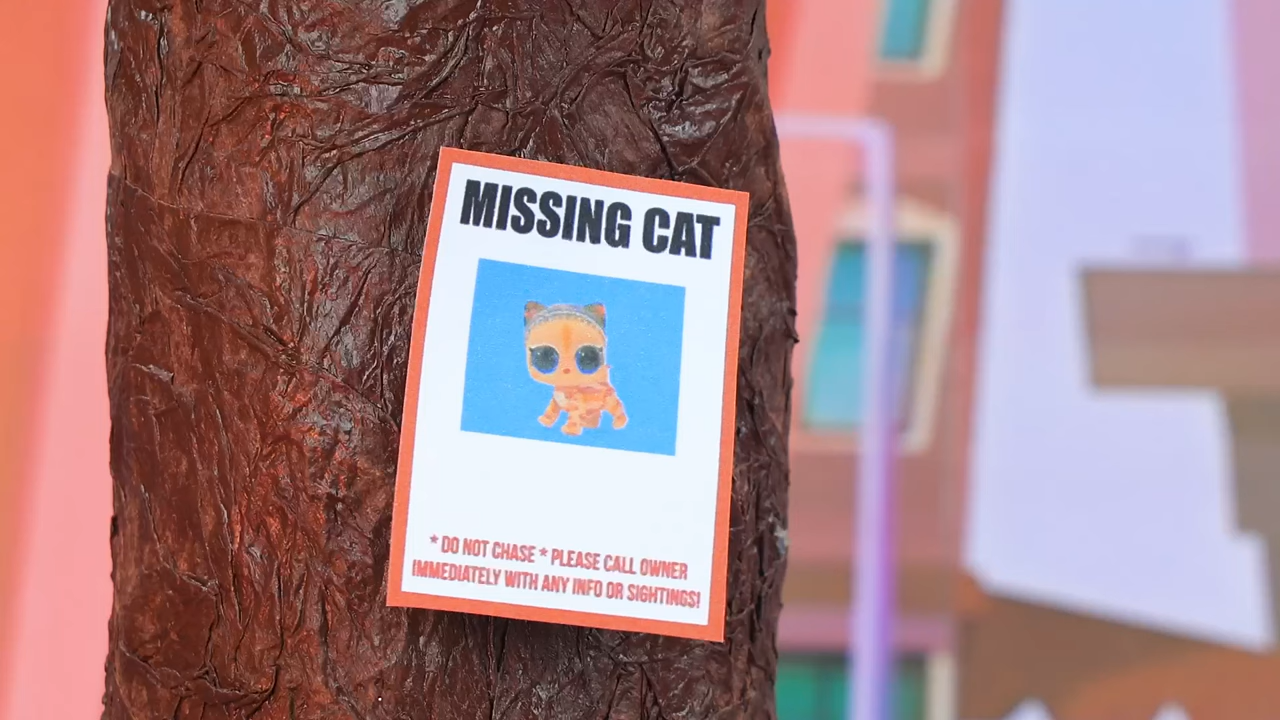 MISSING CAT
* DO NOT CHASE * PLEASE CALL OWNER
IMMEDIATELY WITH ANY INFO OR SIGHTINGS!